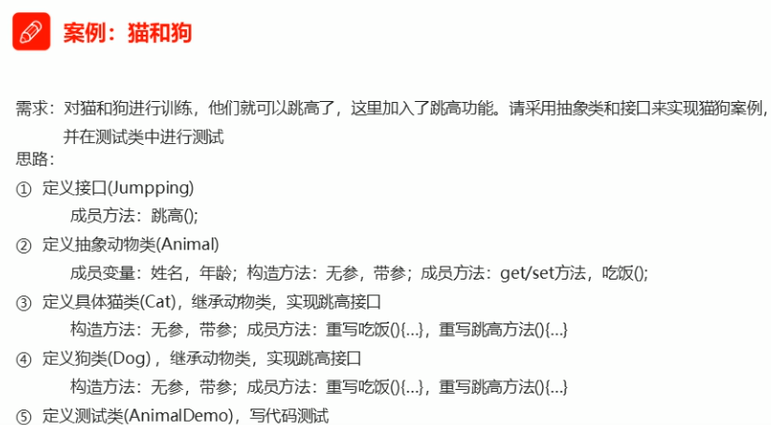 案例：猫和狗
需求：对猫和狗进行训练，他们就可以跳高了，这里加入了跳高功能。请采用抽象类和接口来实现猫狗案例，
并在测试类中进行测试
思路：
① 定义接口(Jumpping)
成员方法：跳高();
② 定义抽象动物类(Animal)
成员变量：姓名，年龄；构造方法：无参，带参；成员方法：get/set方法，吃饭();
③ 定义具体猫类(Cat)，继承动物类，实现跳高接口
构造方法：无参，带参；成员方法：重写吃饭(){...}，重写跳高方法(){...}
④ 定义狗类(Dog)，继承动物类，实现跳高接口
构造方法：无参，带参；成员方法：重写吃饭(){...}，重写跳高方法(){...}
⑤ 定义测试类(AnimalDemo)，写代码测试